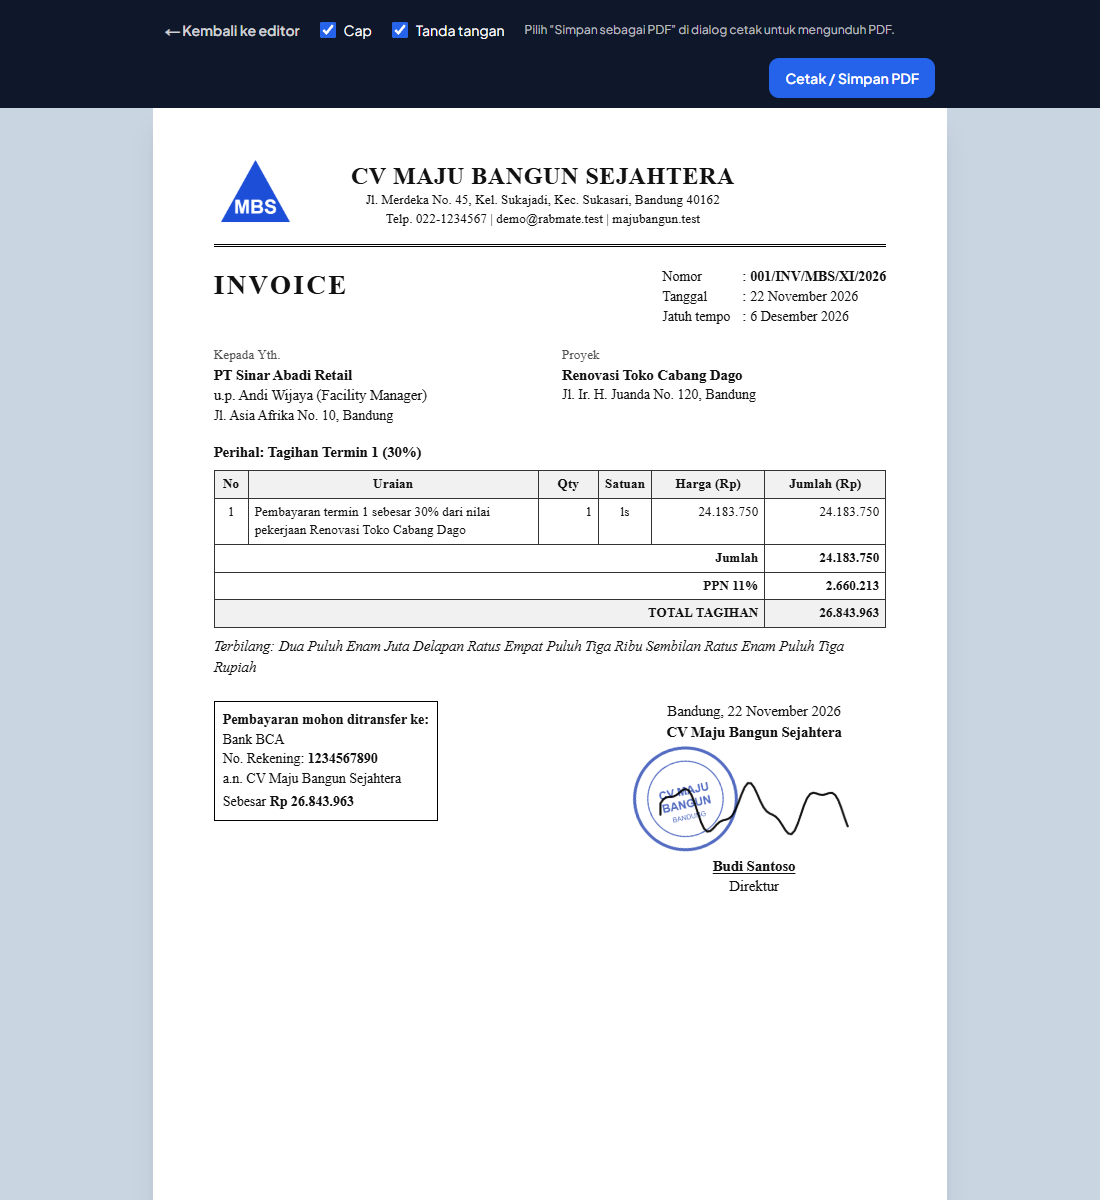 ← Kembali ke editor Cap Tanda tangan Pilih "Simpan sebagai PDF" di dialog cetak untuk mengunduh PDF.
Cetak / Simpan PDF
MBS
CV MAJU BANGUN SEJAHTERA
Jl. Merdeka No. 45, Kel. Sukajadi, Kec. Sukasari, Bandung 40162
Telp. 022-1234567 | demo@rabmate.test | majubangun.test
INVOICE
Nomor : 001/INV/MBS/XI/2026
Tanggal : 22 November 2026
Jatuh tempo : 6 Desember 2026
Kepada Yth.
PT Sinar Abadi Retail
u.p. Andi Wijaya (Facility Manager)
Jl. Asia Afrika No. 10, Bandung
Proyek
Renovasi Toko Cabang Dago
Jl. Ir. H. Juanda No. 120, Bandung
Perihal: Tagihan Termin 1 (30%)
No Uraian Qty Satuan Harga (Rp) Jumlah (Rp)
1 Pembayaran termin 1 sebesar 30% dari nilai 1 ls 24.183.750 24.183.750
pekerjaan Renovasi Toko Cabang Dago
Jumlah 24.183.750
PPN 11% 2.660.213
TOTAL TAGIHAN 26.843.963
Terbilang: Dua Puluh Enam Juta Delapan Ratus Empat Puluh Tiga Ribu Sembilan Ratus Enam Puluh Tiga
Rupiah
Pembayaran mohon ditransfer ke:
Bank BCA
No. Rekening: 1234567890
a.n. CV Maju Bangun Sejahtera
Sebesar Rp 26.843.963
Bandung, 22 November 2026
CV Maju Bangun Sejahtera
CV MAJU
BANGUN
BANDUNG
Budi Santoso
Direktur